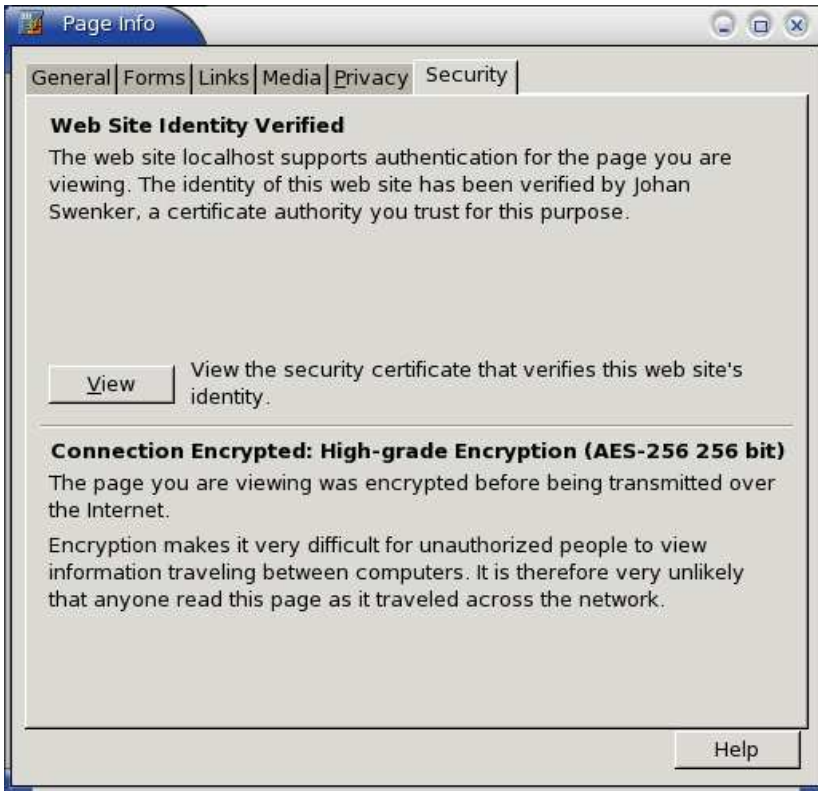 Page Info
General Forms Links Media Privacy Security
Web Site Identity Verified
The web site localhost supports authentication for the page you are
viewing. The identity of this web site has been verified by Johan
Swenker, a certificate authority you trust for this purpose.
View
View the security certificate that verifies this web site's
identity.
Connection Encrypted: High-grade Encryption (AES-256 256 bit)
The page you are viewing was encrypted before being transmitted over
the Internet.
Encryption makes it very difficult for unauthorized people to view
information traveling between computers. It is therefore very unlikely
that anyone read this page as it traveled across the network.
Help